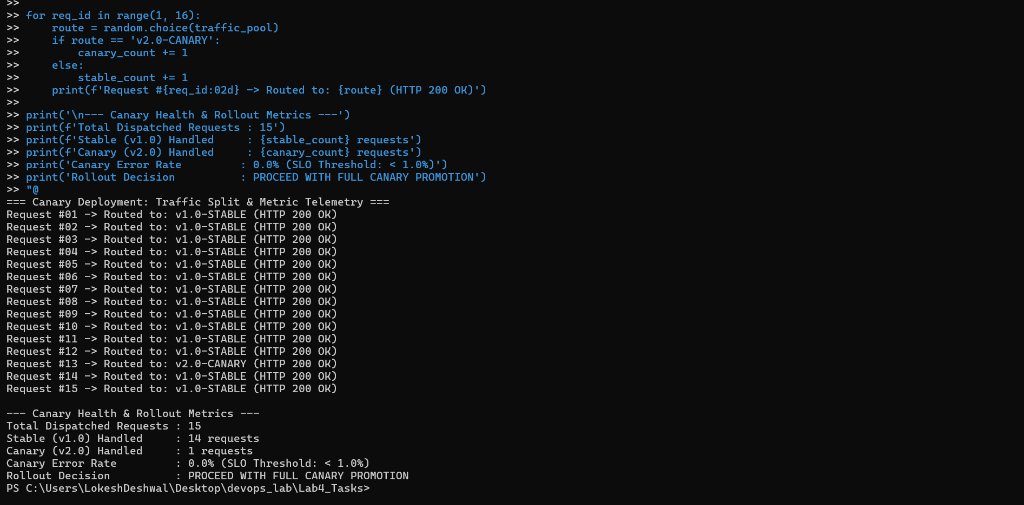 >>
>> for req_id in range(1, 16):
>>     route = random.choice(traffic_pool)
>>     if route == 'v2.0-CANARY':
>>         canary_count += 1
>>     else:
>>         stable_count += 1
>>     print(f'Request #{req_id:02d} -> Routed to: {route} (HTTP 200 OK)')
>>
>> print('\n--- Canary Health & Rollout Metrics ---')
>> print(f'Total Dispatched Requests : 15')
>> print(f'Stable (v1.0) Handled     : {stable_count} requests')
>> print(f'Canary (v2.0) Handled     : {canary_count} requests')
>> print('Canary Error Rate         : 0.0% (SLO Threshold: < 1.0%)')
>> print('Rollout Decision          : PROCEED WITH FULL CANARY PROMOTION')
>> "@
=== Canary Deployment: Traffic Split & Metric Telemetry ===
Request #01 -> Routed to: v1.0-STABLE (HTTP 200 OK)
Request #02 -> Routed to: v1.0-STABLE (HTTP 200 OK)
Request #03 -> Routed to: v1.0-STABLE (HTTP 200 OK)
Request #04 -> Routed to: v1.0-STABLE (HTTP 200 OK)
Request #05 -> Routed to: v1.0-STABLE (HTTP 200 OK)
Request #06 -> Routed to: v1.0-STABLE (HTTP 200 OK)
Request #07 -> Routed to: v1.0-STABLE (HTTP 200 OK)
Request #08 -> Routed to: v1.0-STABLE (HTTP 200 OK)
Request #09 -> Routed to: v1.0-STABLE (HTTP 200 OK)
Request #10 -> Routed to: v1.0-STABLE (HTTP 200 OK)
Request #11 -> Routed to: v1.0-STABLE (HTTP 200 OK)
Request #12 -> Routed to: v1.0-STABLE (HTTP 200 OK)
Request #13 -> Routed to: v2.0-CANARY (HTTP 200 OK)
Request #14 -> Routed to: v1.0-STABLE (HTTP 200 OK)
Request #15 -> Routed to: v1.0-STABLE (HTTP 200 OK)

--- Canary Health & Rollout Metrics ---
Total Dispatched Requests : 15
Stable (v1.0) Handled     : 14 requests
Canary (v2.0) Handled     : 1 requests
Canary Error Rate         : 0.0% (SLO Threshold: < 1.0%)
Rollout Decision          : PROCEED WITH FULL CANARY PROMOTION
PS C:\Users\LokeshDeshwal\Desktop\devops_lab\Lab4_Tasks>